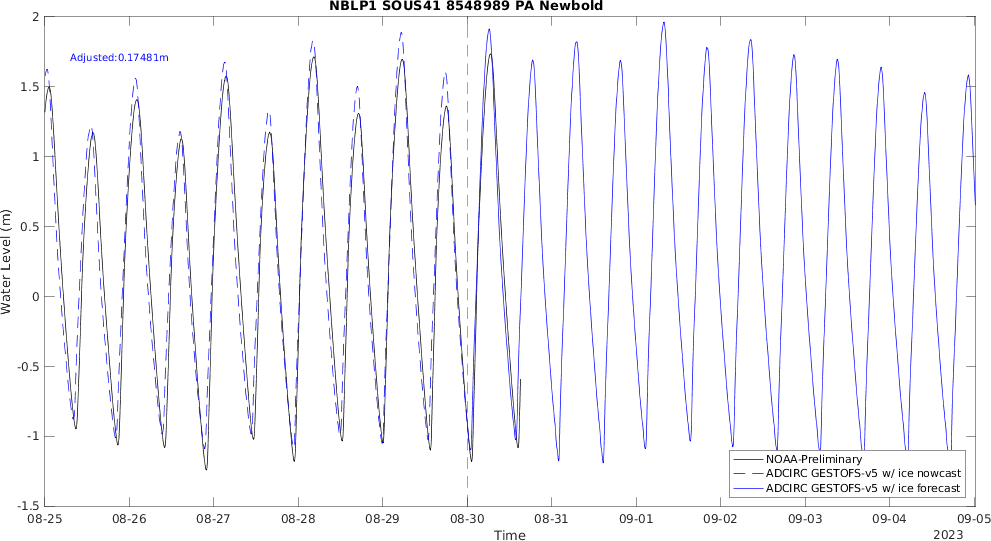 NBLP1 SOUS41 8548989 PA Newbold
Adjusted:0.17481m
Water Level (m)
2
1.5
1
0.5
0
-0.5
-1
-1.5
NOAA-Preliminary
ADCIRC GESTOFS-v5 w/ ice nowcast
ADCIRC GESTOFS-v5 w/ ice forecast
08-25 08-26 08-27 08-28 08-29 08-30 08-31 09-01 09-02 09-03 09-04 09-05
Time
2023